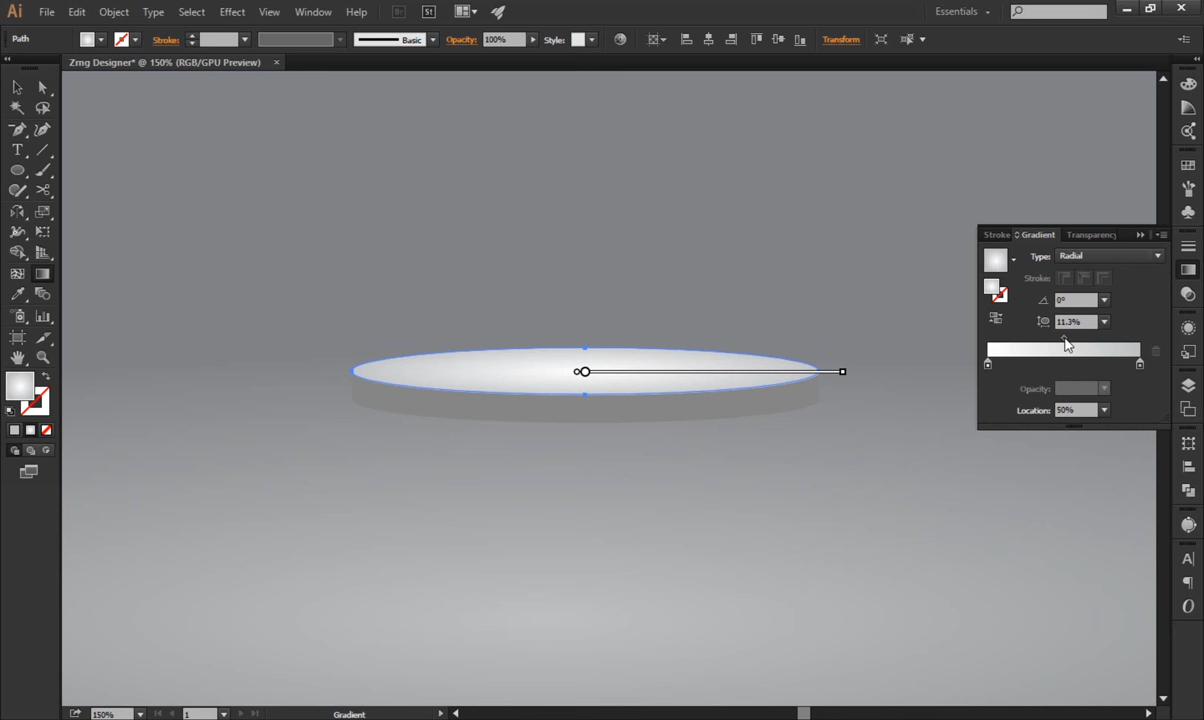 Ai File Edit Object Type Select Effect View Window Help Br St Essentials
Path Stroke: Basic Opacity: 100% Style: Transform
Zrng Designer* @ 150% (RGB/GPU Preview) ×
Stroke Gradient Transparency
Type: Radial
Stroke:
0°
11.3%
Opacity:
Location: 50%
150% 1 Gradient